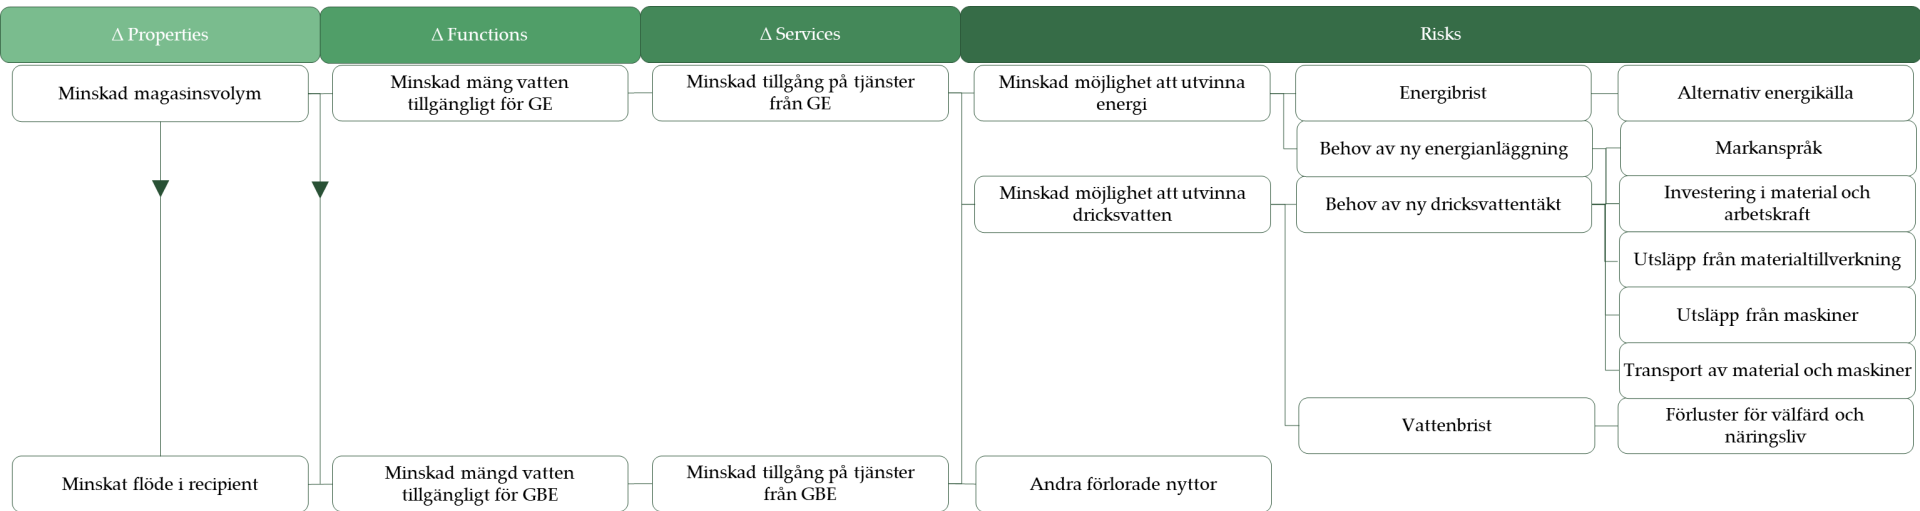 Δ Properties
Δ Functions
Δ Services
Risks
Minskad magasinsvolym
Minskad mäng vatten
tillgängligt för GE
Minskad tillgång på tjänster
från GE
Minskad möjlighet att utvinna
energi
Energibrist
Alternativ energikälla
Behov av ny energianläggning
Markanspråk
Minskad möjlighet att utvinna
dricksvatten
Behov av ny dricksvattentäkt
Investering i material och
arbetskraft
Utsläpp från materialtillverkning
Utsläpp från maskiner
Transport av material och maskiner
Vattenbrist
Förluster för välfärd och
näringsliv
Minskat flöde i recipient
Minskad mängd vatten
tillgängligt för GBE
Minskad tillgång på tjänster
från GBE
Andra förlorade nyttor